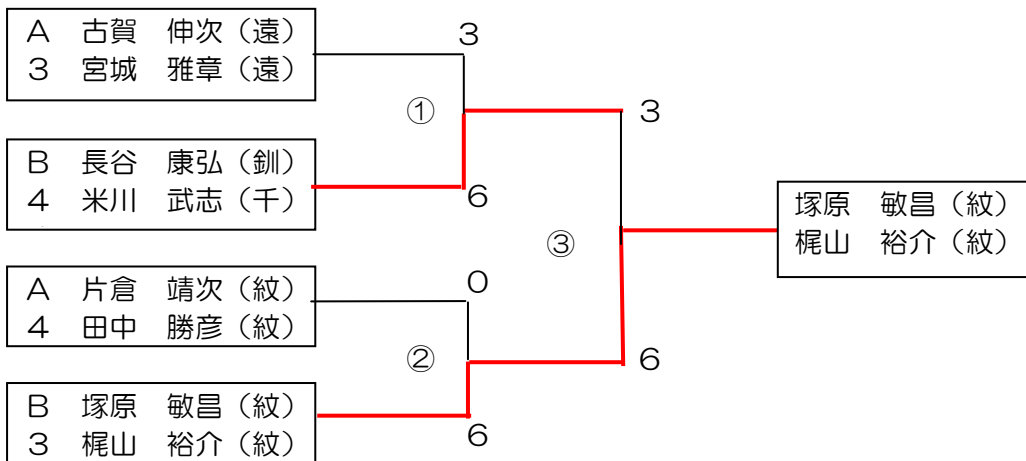 A 古賀 伸次（遠）
3 宮城 雅章（遠）
3
①
3
B 長谷 康弘（釧）
4 米川 武志（千）
6
塚原 敏昌（紋）
梶山 裕介（紋）
③
A 片倉 靖次（紋）
4 田中 勝彦（紋）
0
②
6
B 塚原 敏昌（紋）
3 梶山 裕介（紋）
6